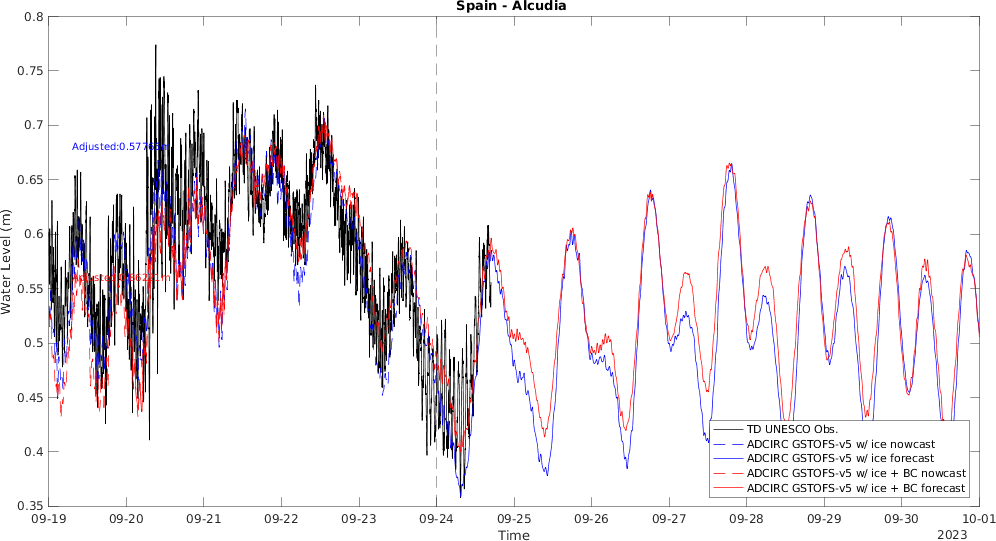 Spain - Alcudia
Water Level (m)
0.8
0.75
0.7
0.65
0.6
0.55
0.5
0.45
0.4
0.35
TD UNESCO Obs.
ADCIRC GSTOFS-v5 w/ ice nowcast
ADCIRC GSTOFS-v5 w/ ice forecast
ADCIRC GSTOFS-v5 w/ ice + BC nowcast
ADCIRC GSTOFS-v5 w/ ice + BC forecast
09-19 09-20 09-21 09-22 09-23 09-24 09-25 09-26 09-27 09-28 09-29 09-30 10-01
Time
2023